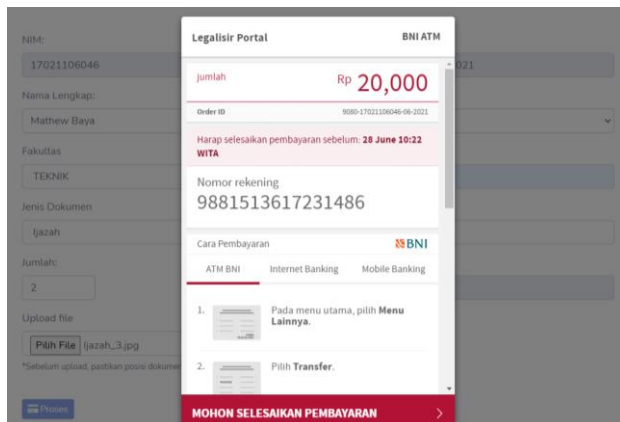 NIM:
17021106046
021
Nama Lengkap:
Mathew Baya
Fakultas
TEKNIK
Jenis Dokumen
Ijazah
Jumlah:
2
Upload file
Pilih File Ijazah_3.jpg
*Sebelum upload, pastikan posisi dokumen
Proses
Legalisir Portal BNI ATM
jumlah Rp 20,000
Order ID 9080-17021106046-06-2021
Harap selesaikan pembayaran sebelum: 28 June 10:22
WITA
Nomor rekening
9881513617231486
Cara Pembayaran BNI
ATM BNI Internet Banking Mobile Banking
1. Pada menu utama, pilih Menu
Lainnya.
2. Pilih Transfer.
MOHON SELESAIKAN PEMBAYARAN